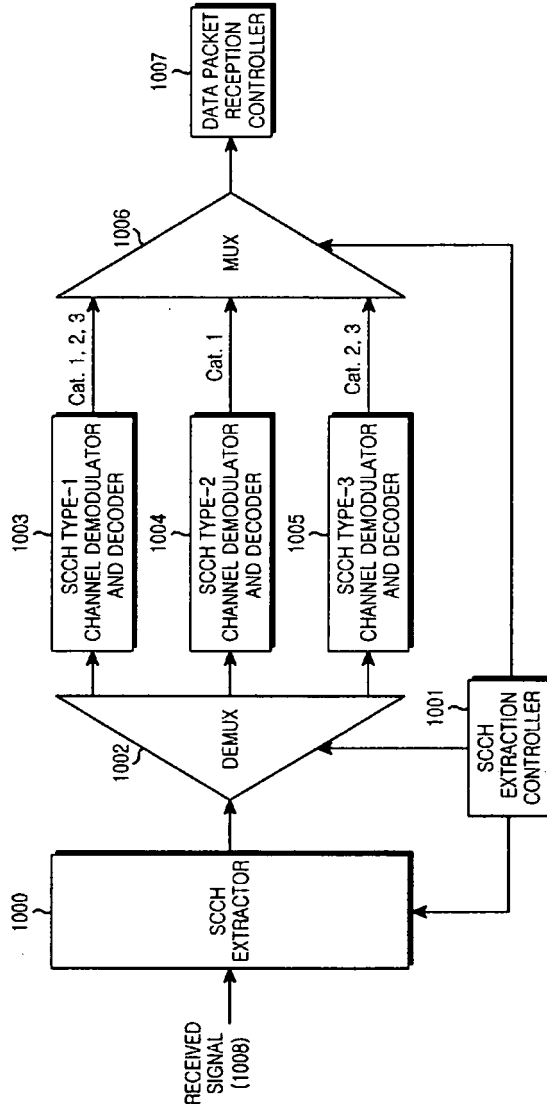 RECEIVED
SIGNAL
(1008)
1000
SCCH
EXTRACTOR
1002
DEMUX
1003
SCCH TYPE-1
CHANNEL DEMODULATOR
AND DECODER
1004
SCCH TYPE-2
CHANNEL DEMODULATOR
AND DECODER
1005
SCCH TYPE-3
CHANNEL DEMODULATOR
AND DECODER
1001
SCCH
EXTRACTION
CONTROLLER
Cat. 1, 2, 3
Cat. 1
Cat. 2, 3
1006
MUX
1007
DATA PACKET
RECEPTION
CONTROLLER